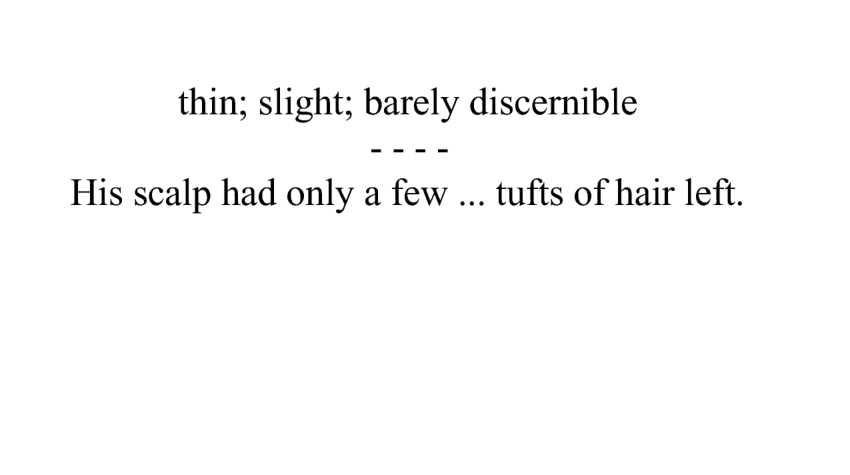 thin; slight; barely discernible
- - - -
His scalp had only a few ... tufts of hair left.